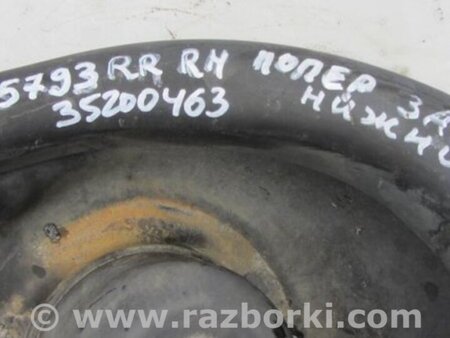 5793 RR RH ПОПЕР ЗА
35200463 НИЖНИ
www.razborki.com